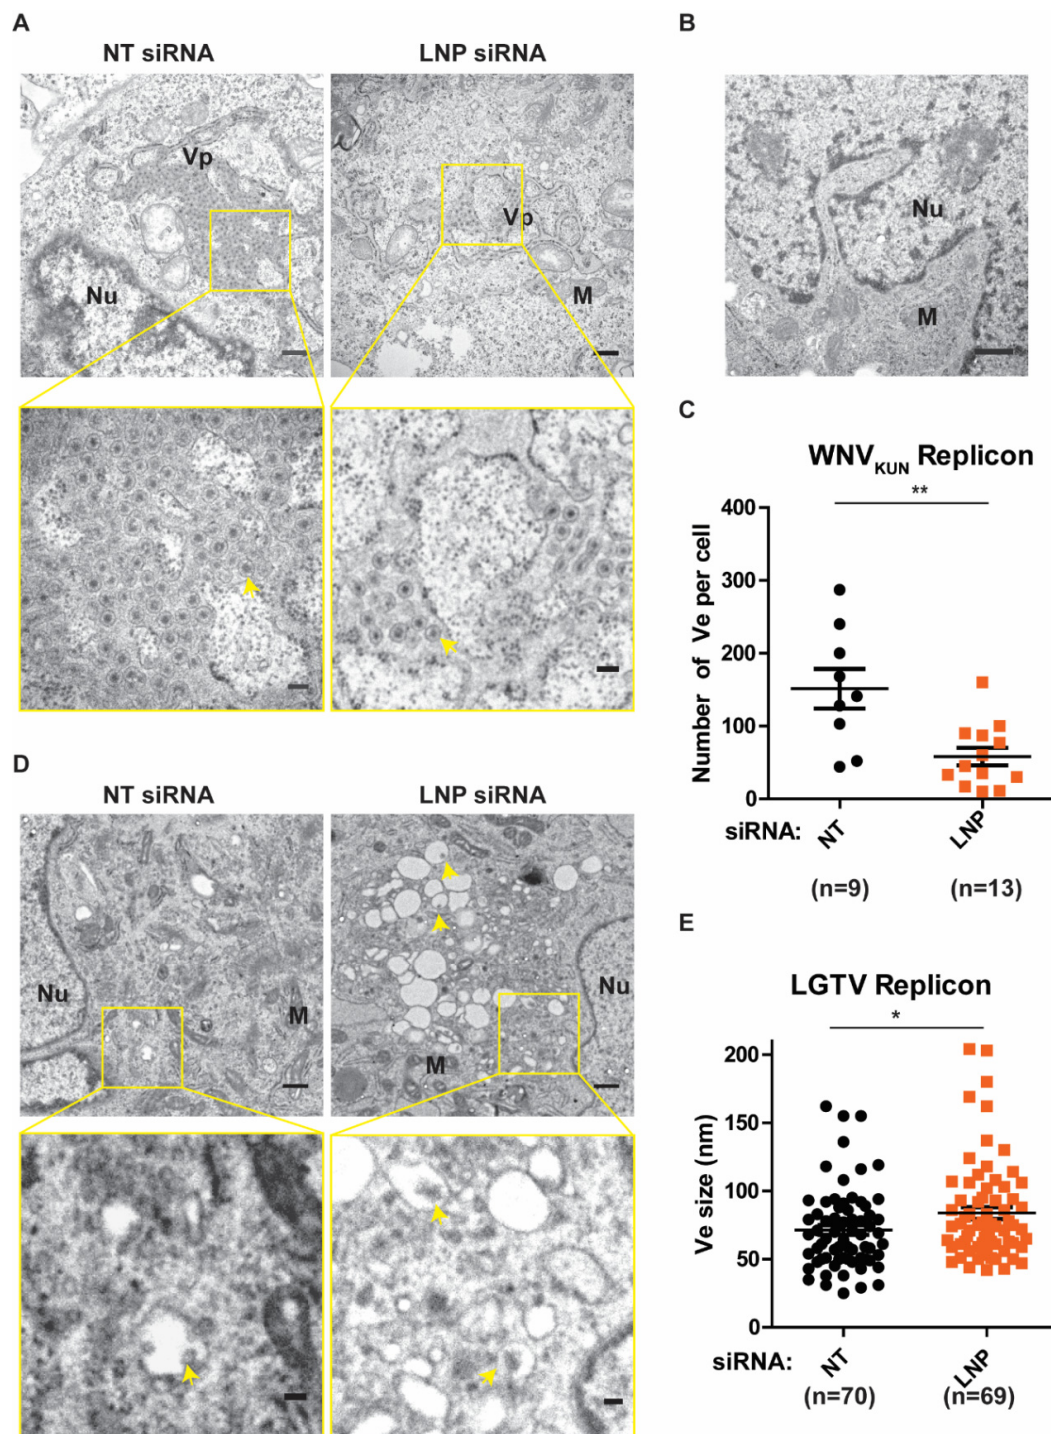 A
NT siRNA
LNP siRNA
Vp
Nu
Vp
M
B
Nu
M
C
WNVKUN Replicon
**
Number of Ve per cell
400
300
200
100
0
siRNA:
NT
LNP
(n=9)
(n=13)
D
NT siRNA
LNP siRNA
Nu
M
Nu
M
E
LGTV Replicon
*
Ve size (nm)
200
150
100
50
0
siRNA:
NT
LNP
(n=70)
(n=69)